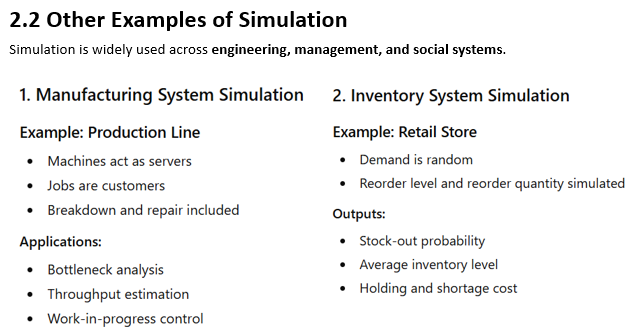 2.2 Other Examples of Simulation
Simulation is widely used across engineering, management, and social systems.
1. Manufacturing System Simulation
Example: Production Line
• Machines act as servers
• Jobs are customers
• Breakdown and repair included
Applications:
• Bottleneck analysis
• Throughput estimation
• Work-in-progress control
2. Inventory System Simulation
Example: Retail Store
• Demand is random
• Reorder level and reorder quantity simulated
Outputs:
• Stock-out probability
• Average inventory level
• Holding and shortage cost